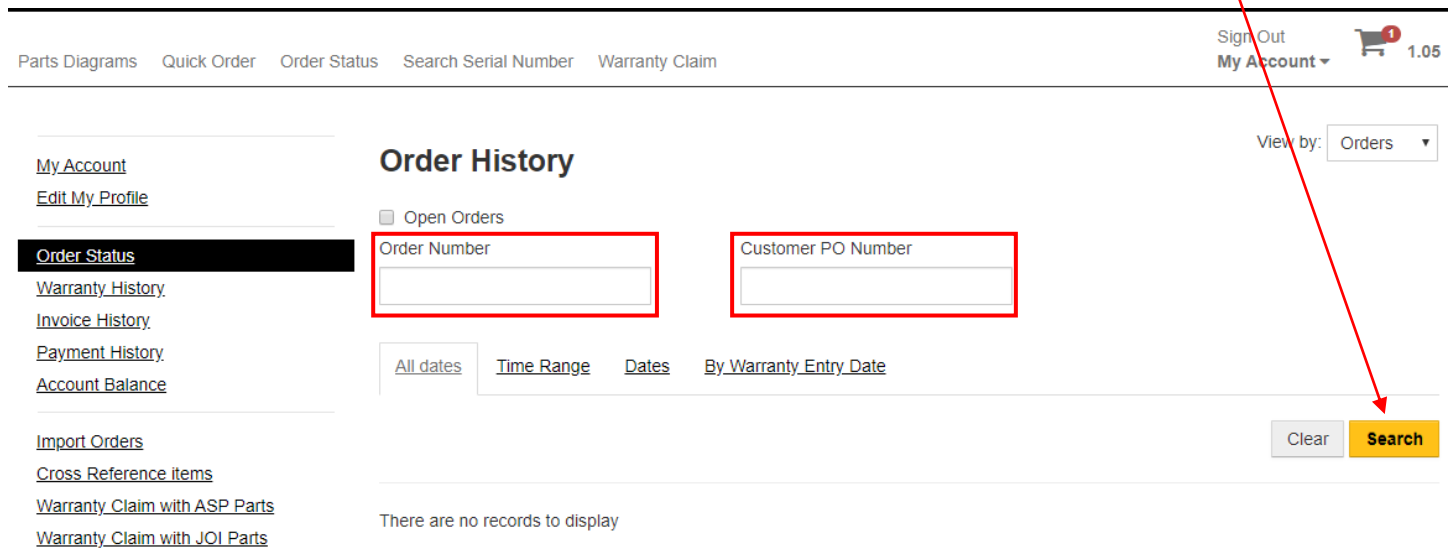 Parts Diagrams Quick Order Order Status Search Serial Number Warranty Claim
Sign Out
My Account
1
1.05
My Account
Edit My Profile
Order Status
Warranty History
Invoice History
Payment History
Account Balance
Import Orders
Cross Reference items
Warranty Claim with ASP Parts
Warranty Claim with JOI Parts
Order History
View by: Orders
Open Orders
Order Number
Customer PO Number
All dates Time Range Dates By Warranty Entry Date
Clear Search
There are no records to display